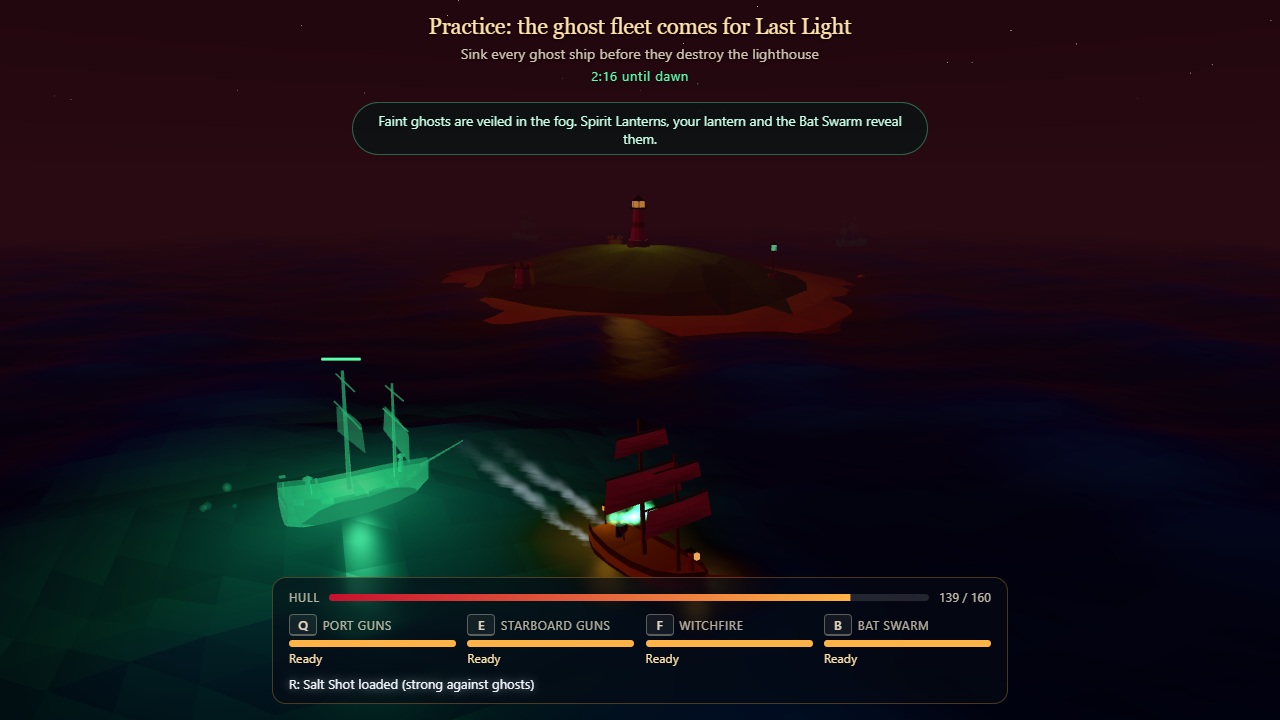 Practice: the ghost fleet comes for Last Light
Sink every ghost ship before they destroy the lighthouse
2:16 until dawn
Faint ghosts are veiled in the fog. Spirit Lanterns, your lantern and the Bat Swarm reveal
them.
HULL 139 / 160
Q PORT GUNS E STARBOARD GUNS F WITCHFIRE B BAT SWARM
Ready Ready Ready Ready
R: Salt Shot loaded (strong against ghosts)